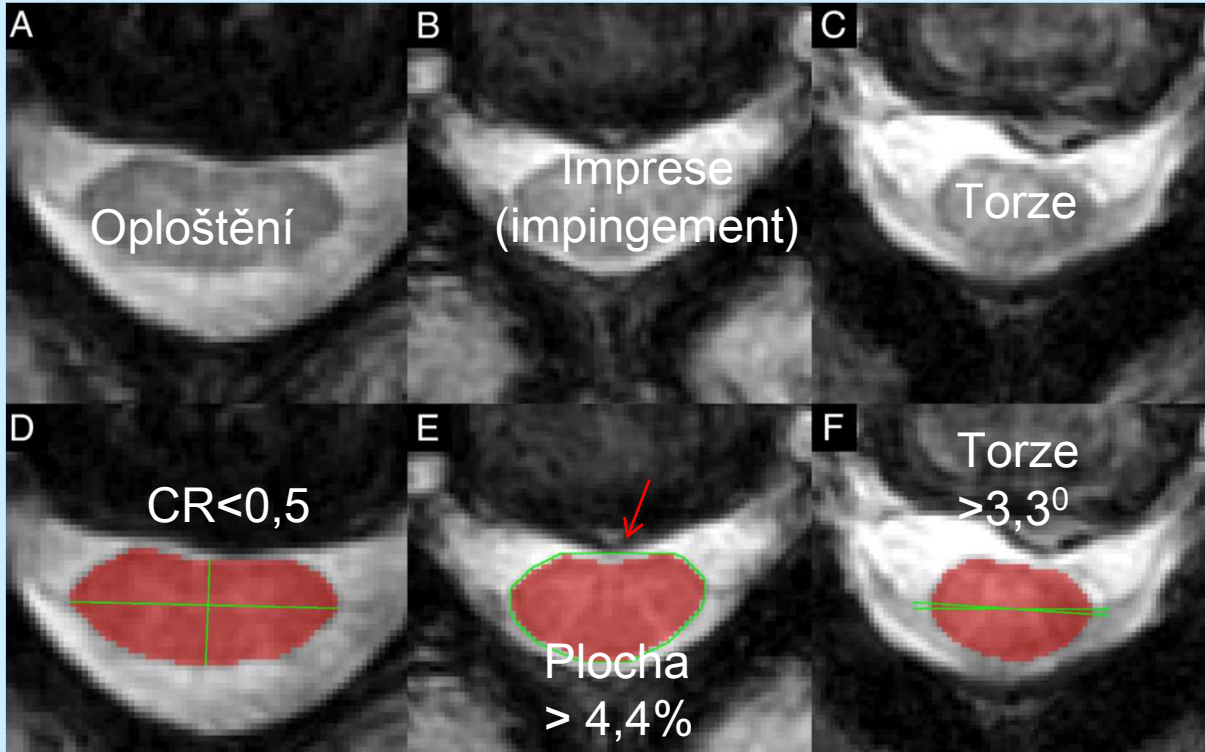 A
Oploštění
B
Imprese
(impingement)
C
Torze
D
CR<0,5
E
Plocha
> 4,4%
F
Torze
>3,3⁰